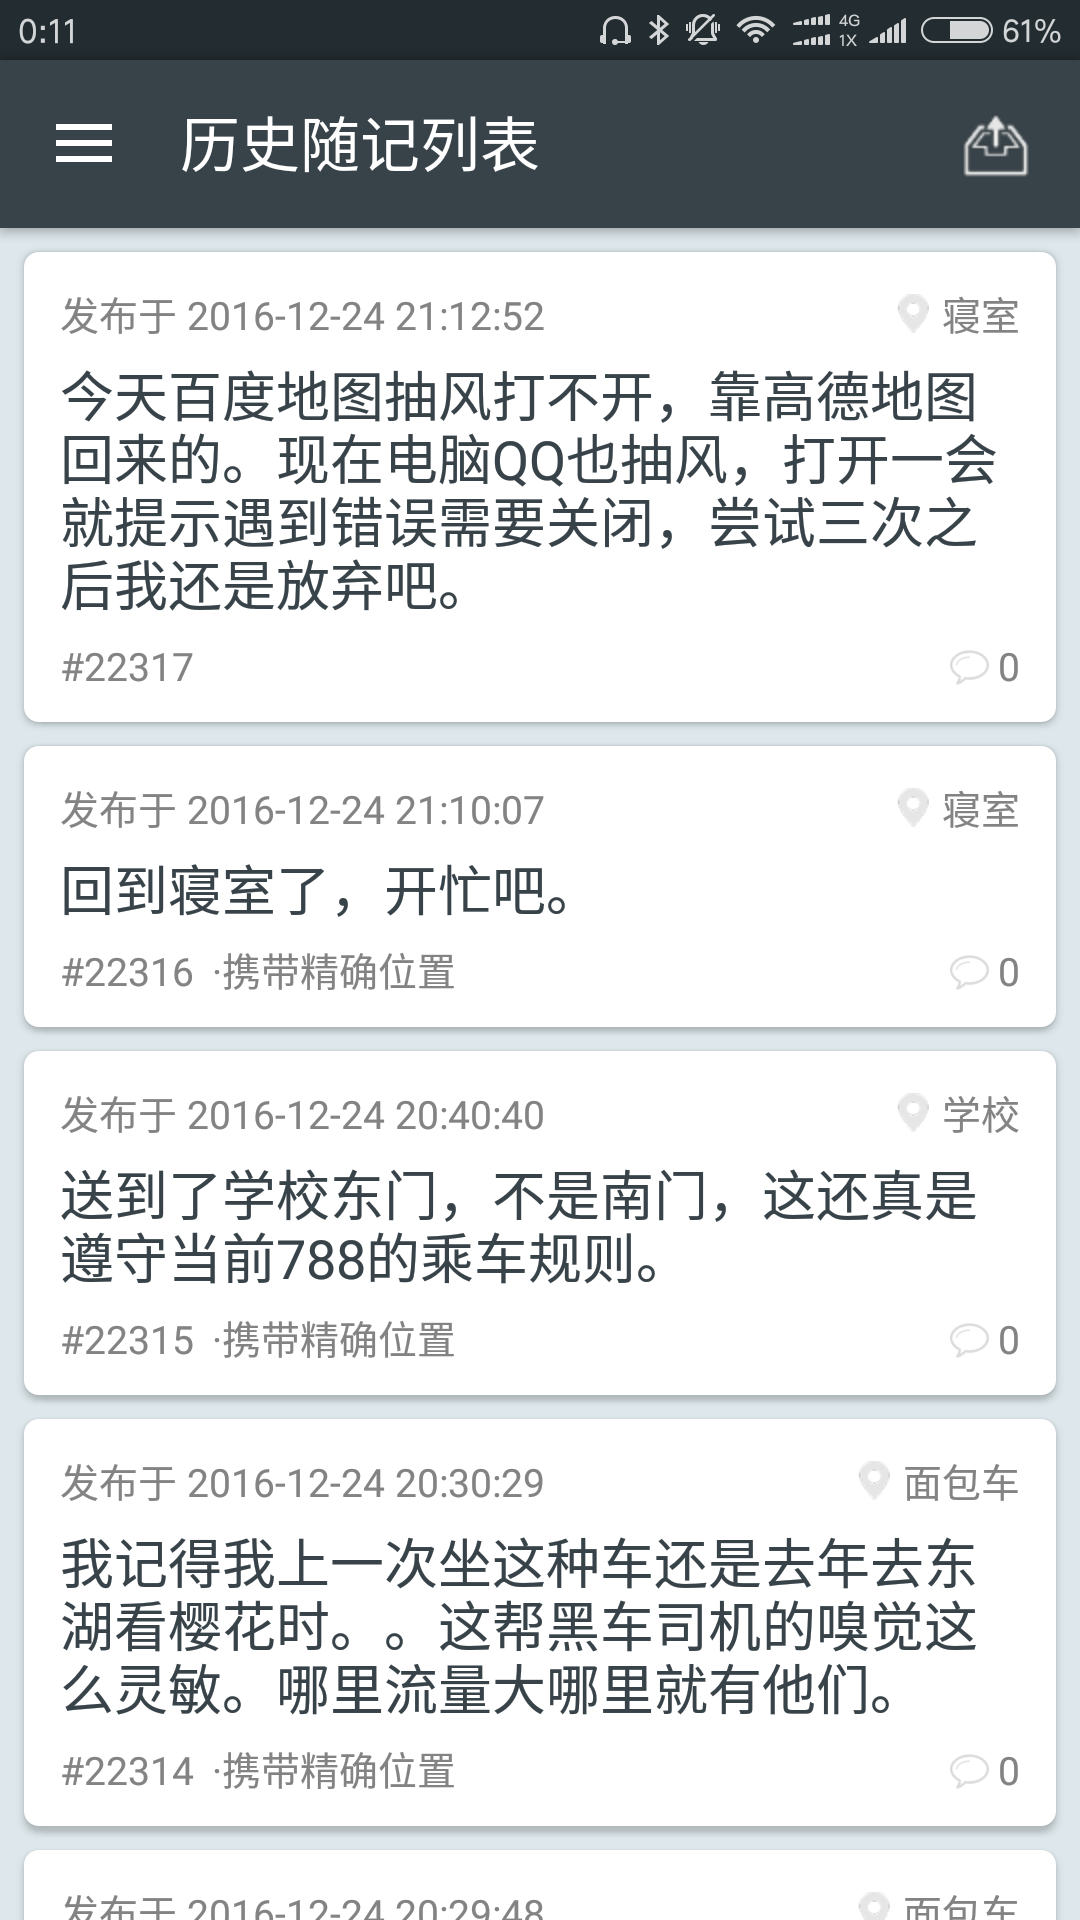 0:11
4G
1X
61%
历史随记列表
发布于 2016-12-24 21:12:52 寝室
今天百度地图抽风打不开，靠高德地图
回来的。现在电脑QQ也抽风，打开一会
就提示遇到错误需要关闭，尝试三次之
后我还是放弃吧。
#22317 0
发布于 2016-12-24 21:10:07 寝室
回到寝室了，开忙吧。
#22316 ·携带精确位置 0
发布于 2016-12-24 20:40:40 学校
送到了学校东门，不是南门，这还真是
遵守当前788的乘车规则。
#22315 ·携带精确位置 0
发布于 2016-12-24 20:30:29 面包车
我记得我上一次坐这种车还是去年去东
湖看樱花时。。这帮黑车司机的嗅觉这
么灵敏。哪里流量大哪里就有他们。
#22314 ·携带精确位置 0
发布于 2016-12-24 20:29:48 面包车